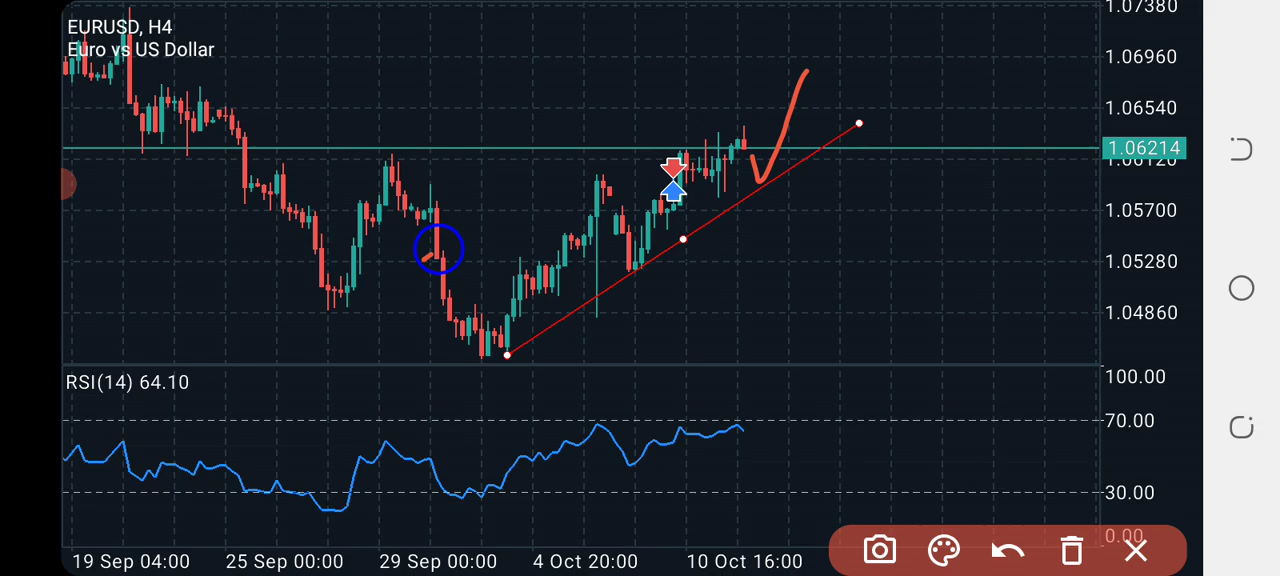 EURUSD, H4
Euro vs US Dollar
1.07380
1.06960
1.06540
1.06214
1.06120
1.05700
1.05280
1.04860
RSI(14) 64.10
100.00
70.00
30.00
0.00
19 Sep 04:00
25 Sep 00:00
29 Sep 00:00
4 Oct 20:00
10 Oct 16:00